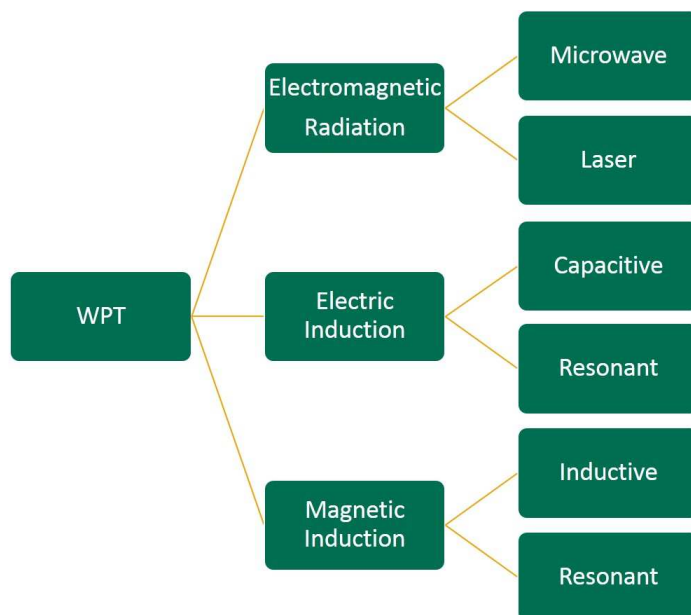 WPT
Electromagnetic
Radiation
Microwave
Laser
Electric
Induction
Capacitive
Resonant
Magnetic
Induction
Inductive
Resonant